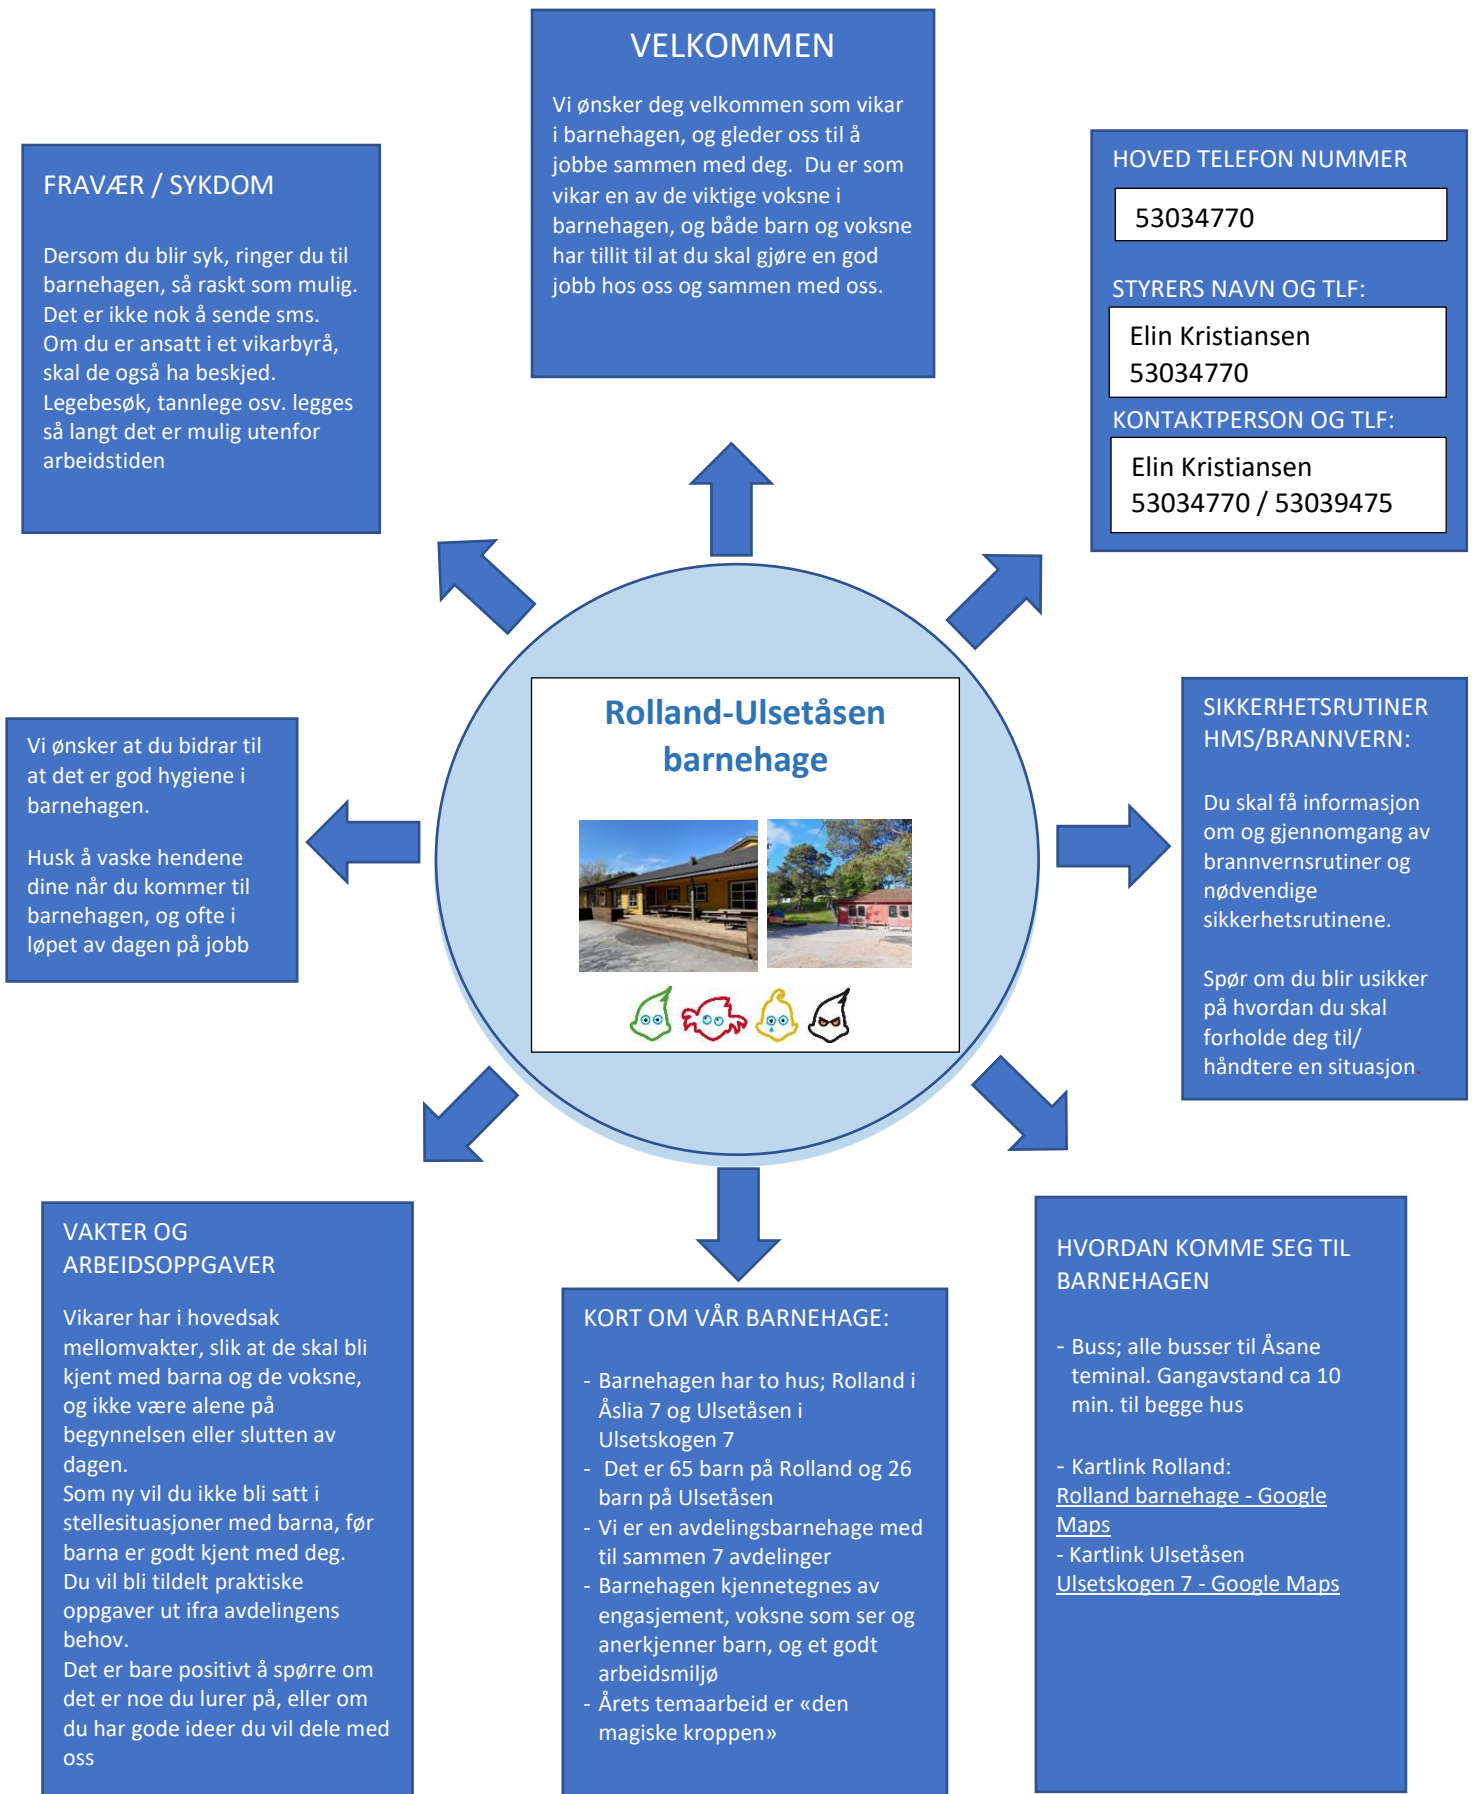 VELKOMMEN
Vi ønsker deg velkommen som vikar
i barnehagen, og gleder oss til å
jobbe sammen med deg.  Du er som
vikar en av de viktige voksne i
barnehagen, og både barn og voksne
har tillit til at du skal gjøre en god
jobb hos oss og sammen med oss.
FRAVÆR / SYKDOM
Dersom du blir syk, ringer du til
barnehagen, så raskt som mulig.
Det er ikke nok å sende sms.
Om du er ansatt i et vikarbyrå,
skal de også ha beskjed.
Legebesøk, tannlege osv. legges
så langt det er mulig utenfor
arbeidstiden
HOVED TELEFON NUMMER
53034770
STYRERS NAVN OG TLF:
Elin Kristiansen
53034770
KONTAKTPERSON OG TLF:
Elin Kristiansen
53034770 / 53039475
Rolland-Ulsetåsen
barnehage
Vi ønsker at du bidrar til
at det er god hygiene i
barnehagen.
Husk å vaske hendene
dine når du kommer til
barnehagen, og ofte i
løpet av dagen på jobb
SIKKERHETSRUTINER
HMS/BRANNVERN:
Du skal få informasjon
om og gjennomgang av
brannvernsrutiner og
nødvendige
sikkerhetsrutinene.
Spør om du blir usikker
på hvordan du skal
forholde deg til/
håndtere en situasjon.
VAKTER OG
ARBEIDSOPPGAVER
Vikarer har i hovedsak
mellomvakter, slik at de skal bli
kjent med barna og de voksne,
og ikke være alene på
begynnelsen eller slutten av
dagen.
Som ny vil du ikke bli satt i
stellesituasjoner med barna, før
barna er godt kjent med deg.
Du vil bli tildelt praktiske
oppgaver ut ifra avdelingens
behov.
Det er bare positivt å spørre om
det er noe du lurer på, eller om
du har gode ideer du vil dele med
oss
KORT OM VÅR BARNEHAGE:
- Barnehagen har to hus; Rolland i
Åslia 7 og Ulsetåsen i
Ulsetskogen 7
- Det er 65 barn på Rolland og 26
barn på Ulsetåsen
- Vi er en avdelingsbarnehage med
til sammen 7 avdelinger
- Barnehagen kjennetegnes av
engasjement, voksne som ser og
anerkjenner barn, og et godt
arbeidsmiljø
- Årets temaarbeid er «den
magiske kroppen»
HVORDAN KOMME SEG TIL
BARNEHAGEN
- Buss; alle busser til Åsane
teminal. Gangavstand ca 10
min. til begge hus
- Kartlink Rolland:
Rolland barnehage - Google
Maps
- Kartlink Ulsetåsen
Ulsetskogen 7 - Google Maps